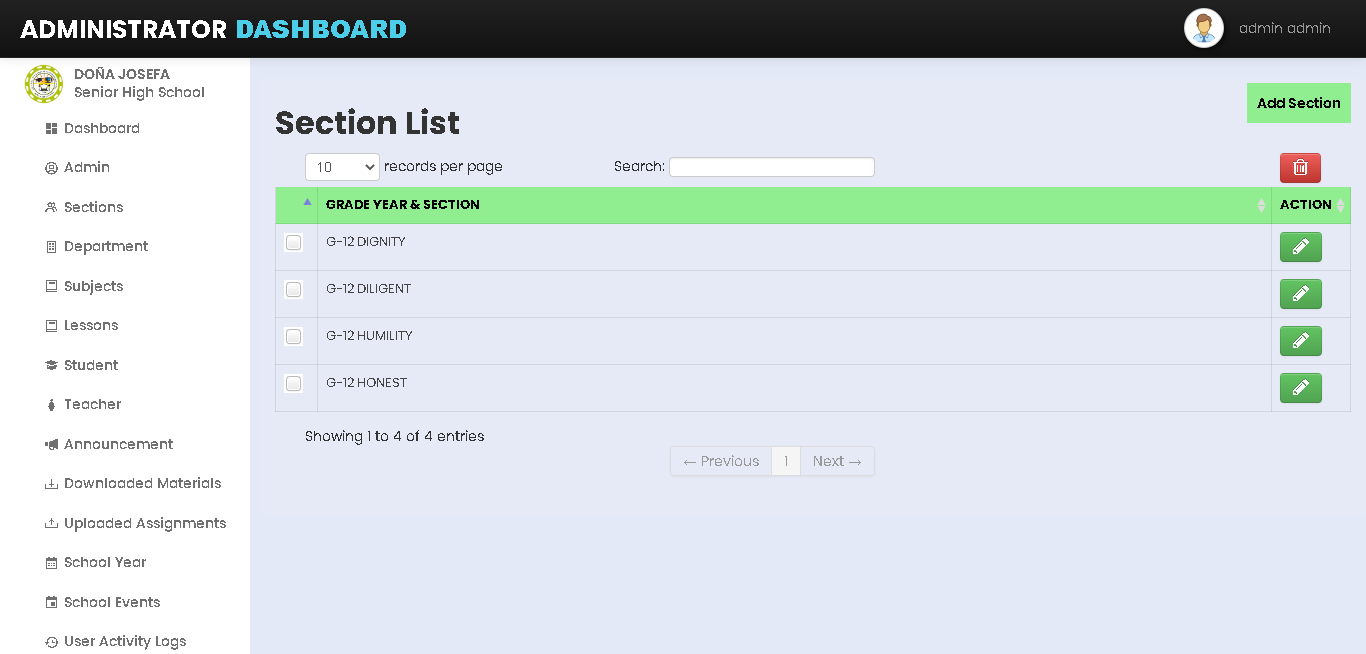 ADMINISTRATOR DASHBOARD
admin admin
DOÑA JOSEFA
Senior High School
Dashboard
Admin
Sections
Department
Subjects
Lessons
Student
Teacher
Announcement
Downloaded Materials
Uploaded Assignments
School Year
School Events
User Activity Logs
Add Section
Section List
10 records per page
Search:
GRADE YEAR & SECTION ACTION
G-12 DIGNITY
G-12 DILIGENT
G-12 HUMILITY
G-12 HONEST
Showing 1 to 4 of 4 entries
← Previous 1 Next →